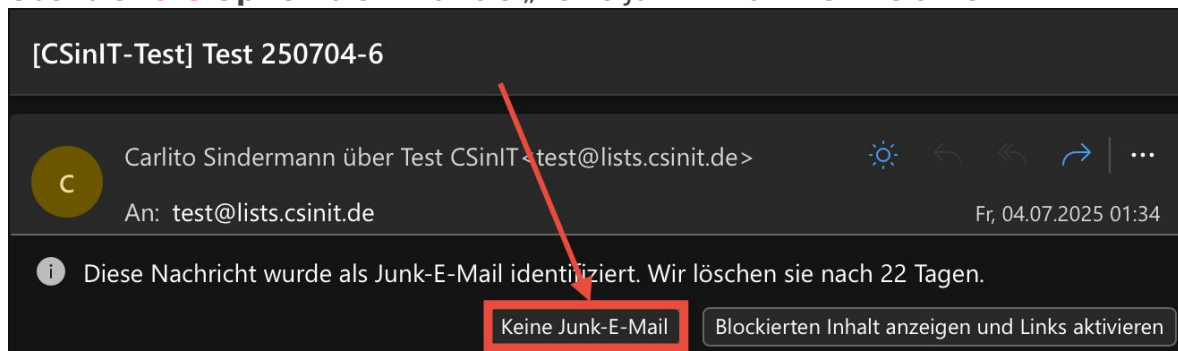 [CSinIT-Test] Test 250704-6
C
Carlito Sindermann über Test CSinIT<test@lists.csinit.de>
An: test@lists.csinit.de
Fr, 04.07.2025 01:34
Diese Nachricht wurde als Junk-E-Mail identifiziert. Wir löschen sie nach 22 Tagen.
Keine Junk-E-Mail
Blockierten Inhalt anzeigen und Links aktivieren